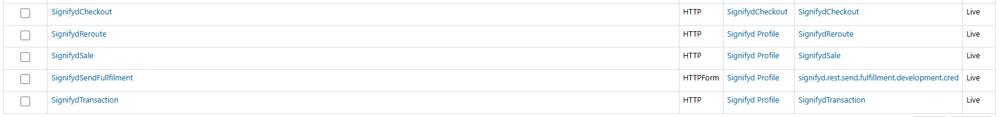 SignifydCheckout HTTP SignifydCheckout SignifydCheckout Live
SignifydReroute HTTP Signifyd Profile SignifydReroute Live
SignifydSale HTTP Signifyd Profile SignifydSale Live
SignifydSendFullfilment HTTPForm Signifyd Profile signifyd.rest.send.fulfillment.development.cred Live
SignifydTransaction HTTP Signifyd Profile SignifydTransaction Live